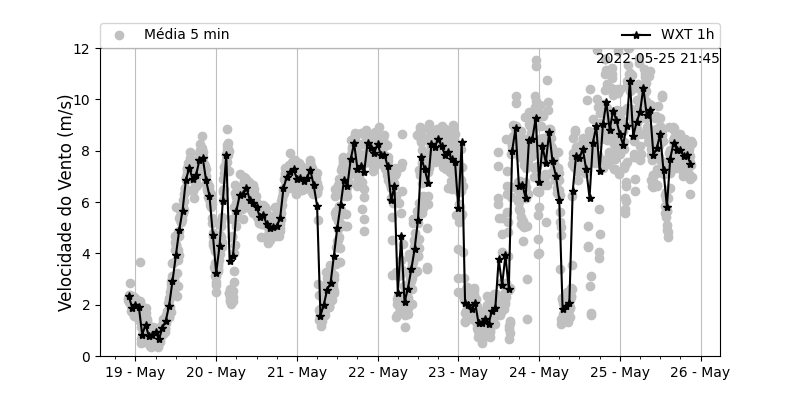 Média 5 min
WXT 1h
2022-05-25 21:45
Velocidade do Vento (m/s)
12
10
8
6
4
2
0
19 - May
20 - May
21 - May
22 - May
23 - May
24 - May
25 - May
26 - May